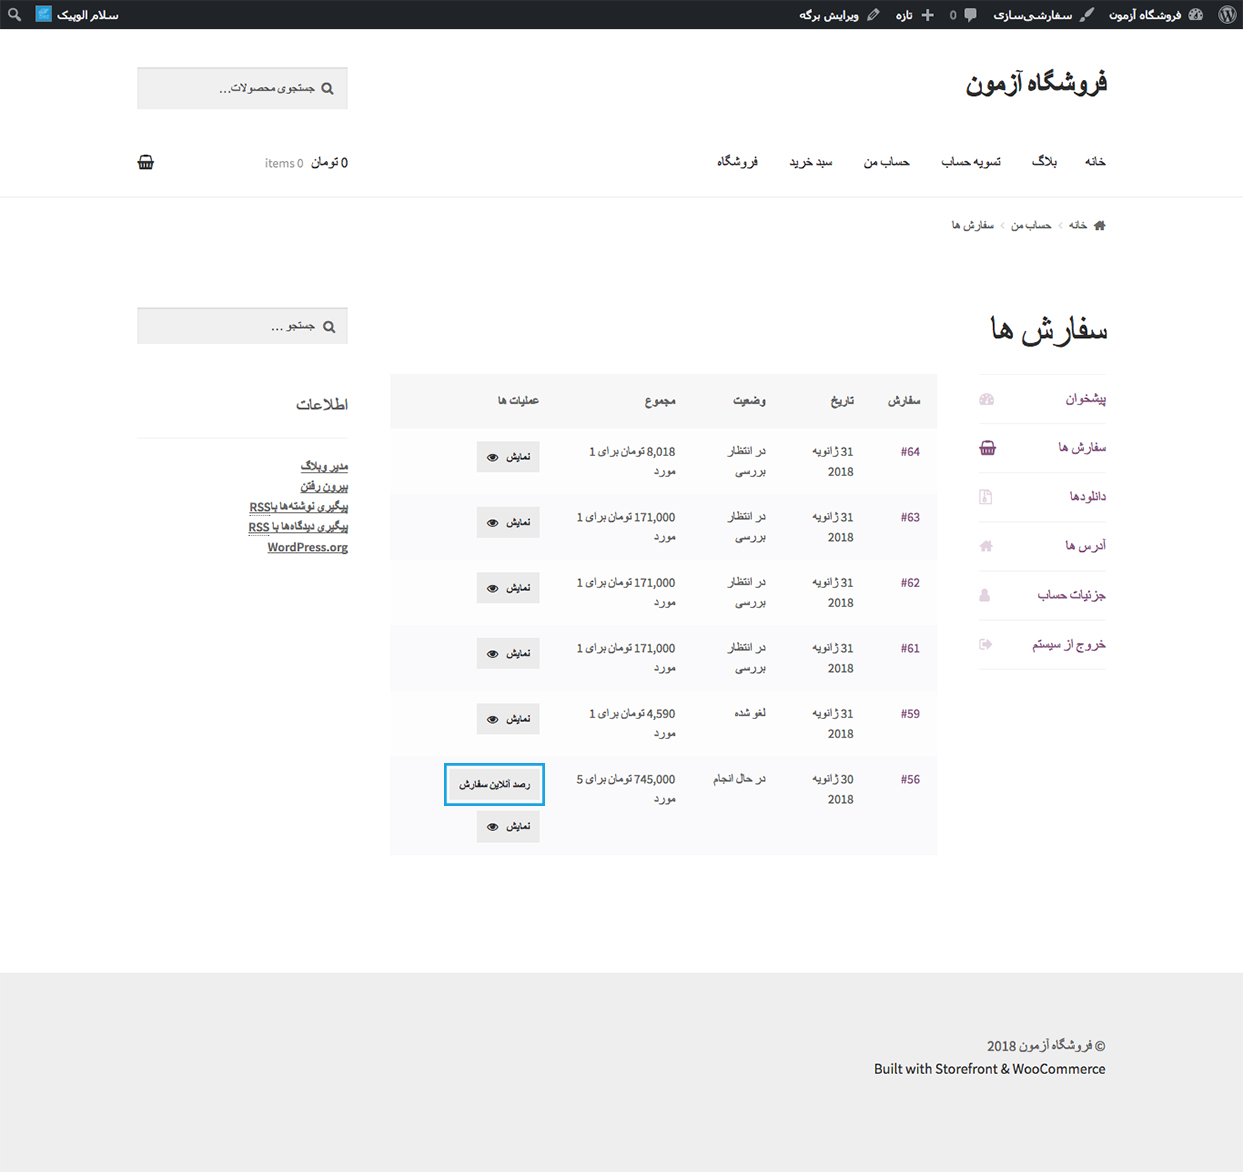 فروشگاه آزمون سفارشی‌سازی 0 تازه ویرایش برگه سلام الوپیک
فروشگاه آزمون
جستجوی محصولات...
خانه بلاگ تسویه حساب حساب من سبد خرید فروشگاه
0 تومان 0 items
خانه › حساب من › سفارش ها
سفارش ها
پیشخوان
سفارش ها
دانلودها
آدرس ها
جزئیات حساب
خروج از سیستم
سفارش تاریخ وضعیت مجموع عملیات ها
#64 31 ژانویه در انتظار 8,018 تومان برای 1 نمایش
2018 بررسی مورد
#63 31 ژانویه در انتظار 171,000 تومان برای 1 نمایش
2018 بررسی مورد
#62 31 ژانویه در انتظار 171,000 تومان برای 1 نمایش
2018 بررسی مورد
#61 31 ژانویه در انتظار 171,000 تومان برای 1 نمایش
2018 بررسی مورد
#59 31 ژانویه لغو شده 4,590 تومان برای 1 نمایش
2018 مورد
#56 30 ژانویه در حال انجام 745,000 تومان برای 5 رصد آنلاین سفارش
2018 مورد
نمایش
جستجو ...
اطلاعات
مدیر وبلاگ
بیرون رفتن
پیگیری نوشته‌ها باRSS
پیگیری دیدگاه‌ها با RSS
WordPress.org
© فروشگاه آزمون 2018
Built with Storefront & WooCommerce